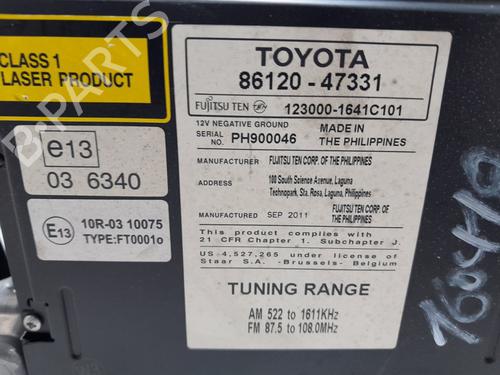 CLASS 1
LASER PRODUCT
e13
03 6340
E13
10R-03 10075
TYPE:FT0001o
TOYOTA
86120-47331
FUJITSU TEN
123000-1641C101
12V NEGATIVE GROUND
SERIAL NO. PH900046
MADE IN THE PHILIPPINES
MANUFACTURER FUJITSU TEN CORP. OF THE PHILIPPINES
ADDRESS 100 South Science Avenue, Laguna
Technopark, Sta. Rosa, Laguna, Philippines
MANUFACTURED SEP 2011 FUJITSU TEN CORP. OF THE PHILIPPINES
This product complies with
21 CFR Chapter 1. Subchapter J.
US 4,527,265 under license of
Staar S.A. -Brussels- Belgium
TUNING RANGE
AM 522 to 1611KHz
FM 87.5 to 108.0MHz
B-PARTS